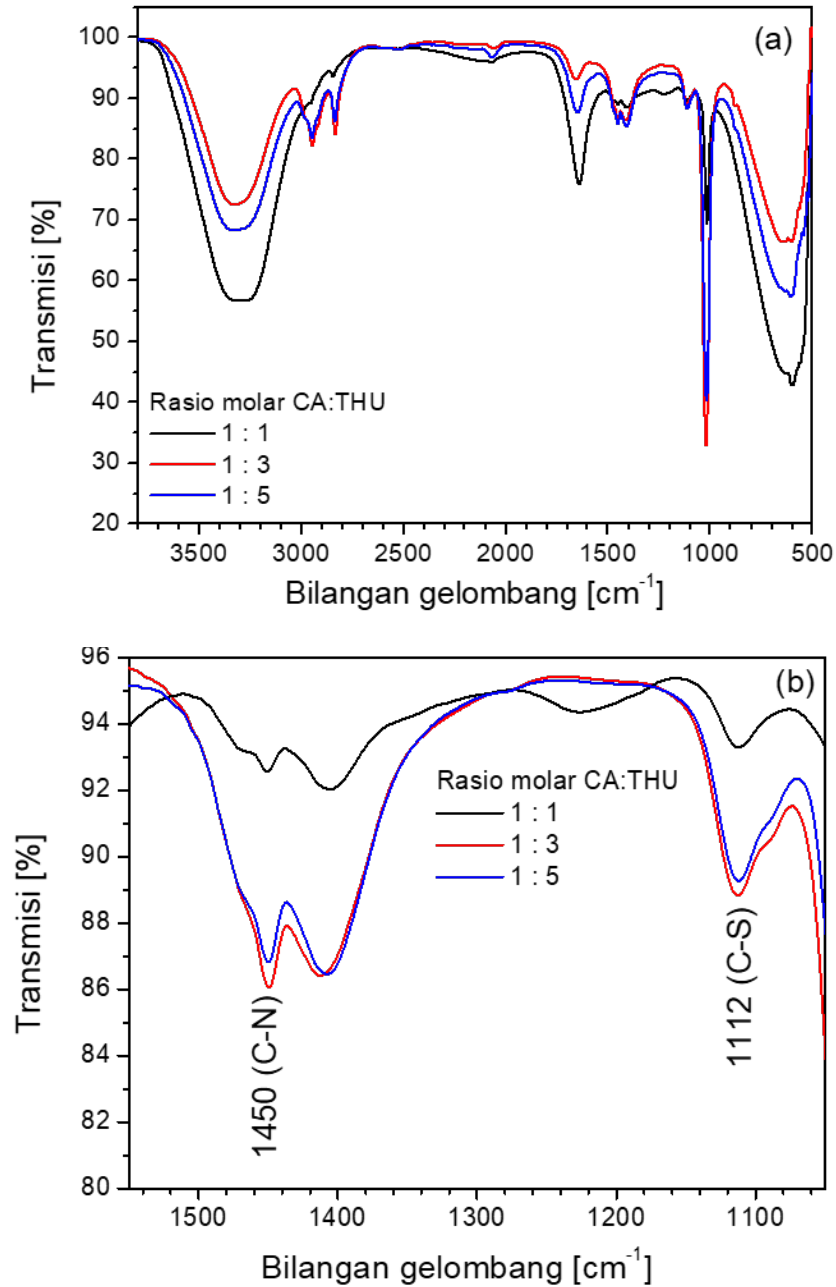 (a)
100
90
80
70
60
50
40
30
20
Transmisi [%]
Rasio molar CA:THU
1 : 1
1 : 3
1 : 5
3500 3000 2500 2000 1500 1000 500
Bilangan gelombang [cm⁻¹]
(b)
96
94
92
90
88
86
84
82
80
Transmisi [%]
Rasio molar CA:THU
1 : 1
1 : 3
1 : 5
1450 (C-N)
1112 (C-S)
1500 1400 1300 1200 1100
Bilangan gelombang [cm⁻¹]